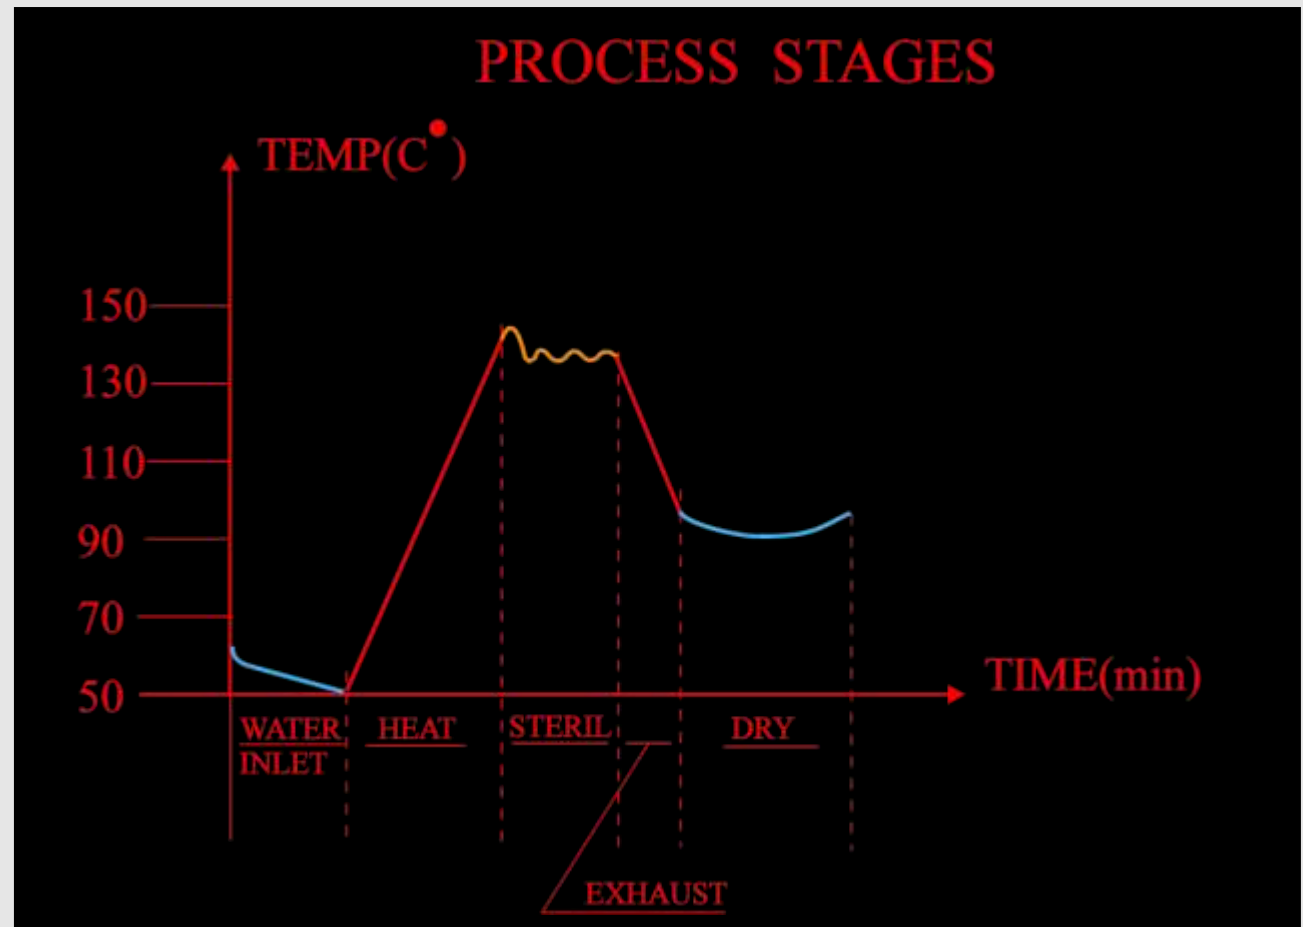 PROCESS STAGES
TEMP(C•)
150
130
110
90
70
50
TIME(min)
WATER INLET
HEAT
STERIL
DRY
EXHAUST